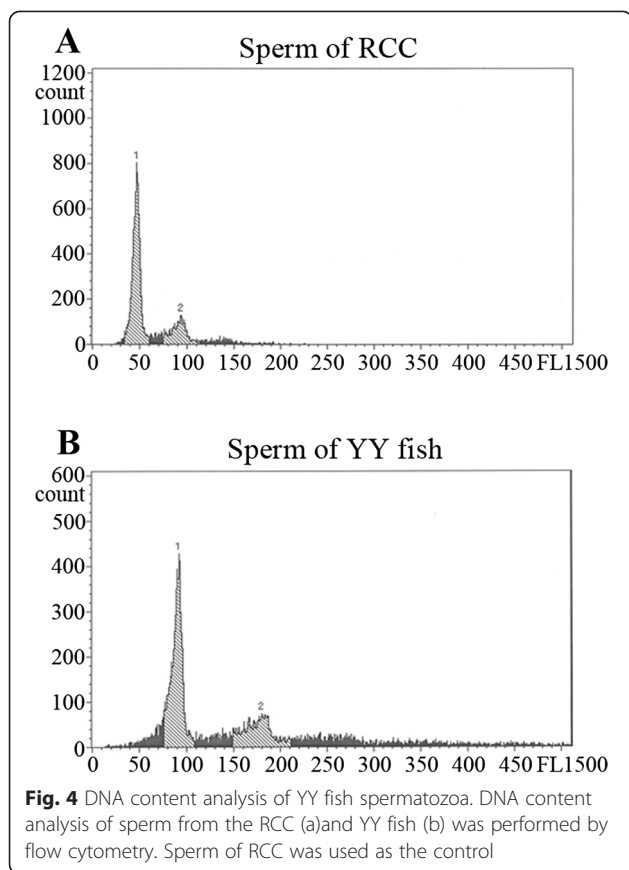 A
Sperm of RCC
1200
count
1000
800
600
400
200
0
1
2
0 50 100 150 200 250 300 350 400 450 FL1500
B
Sperm of YY fish
600
count
500
400
300
200
100
0
1
2
0 50 100 150 200 250 300 350 400 450 FL1500
Fig. 4 DNA content analysis of YY fish spermatozoa. DNA content
analysis of sperm from the RCC (a)and YY fish (b) was performed by
flow cytometry. Sperm of RCC was used as the control